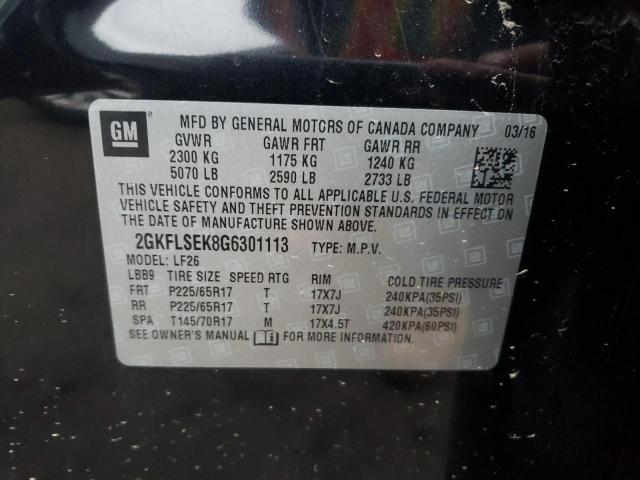 GM ® MFD BY GENERAL MOTORS OF CANADA COMPANY 03/16
GVWR GAWR FRT GAWR RR
2300 KG 1175 KG 1240 KG
5070 LB 2590 LB 2733 LB
THIS VEHICLE CONFORMS TO ALL APPLICABLE U.S. FEDERAL MOTOR
VEHICLE SAFETY AND THEFT PREVENTION STANDARDS IN EFFECT ON
THE DATE OF MANUFACTURE SHOWN ABOVE.
2GKFLSEK8G6301113 TYPE: M.P.V.
MODEL: LF26
LBB9 TIRE SIZE SPEED RTG RIM COLD TIRE PRESSURE
FRT P225/65R17 T 17X7J 240KPA(35PSI)
RR P225/65R17 T 17X7J 240KPA(35PSI)
SPA T145/70R17 M 17X4.5T 420KPA(60PSI)
SEE OWNER'S MANUAL FOR MORE INFORMATION